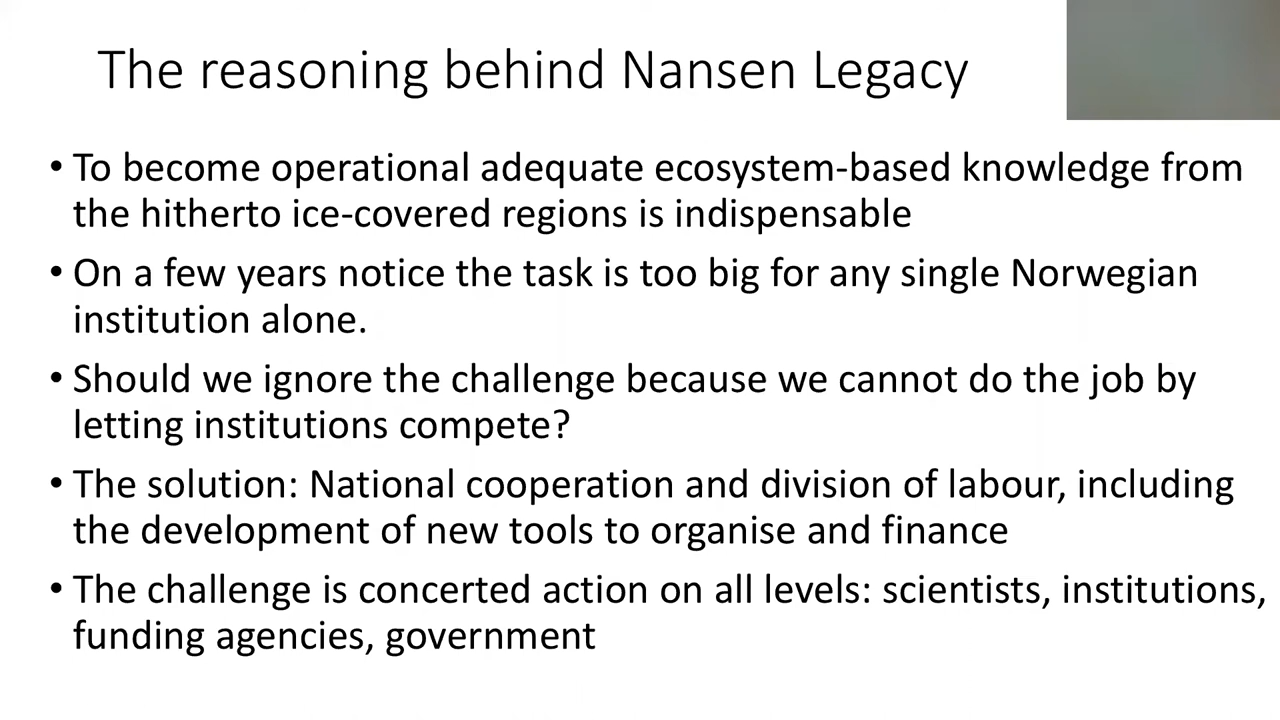 The reasoning behind Nansen Legacy
• To become operational adequate ecosystem-based knowledge from
the hitherto ice-covered regions is indispensable
• On a few years notice the task is too big for any single Norwegian
institution alone.
• Should we ignore the challenge because we cannot do the job by
letting institutions compete?
• The solution: National cooperation and division of labour, including
the development of new tools to organise and finance
• The challenge is concerted action on all levels: scientists, institutions,
funding agencies, government